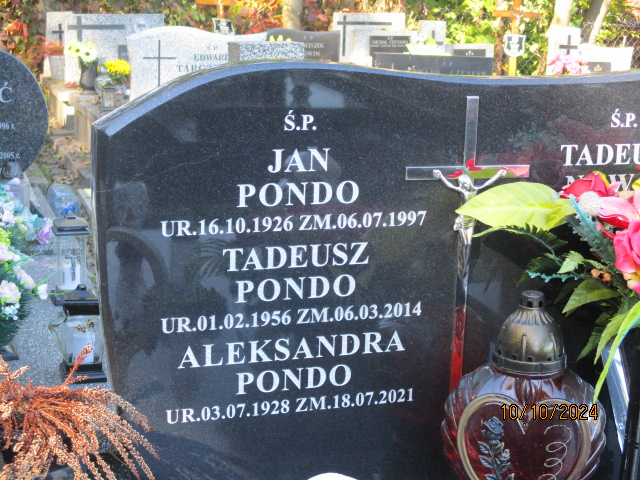 Ś.P.
JAN
PONDO
UR.16.10.1926 ZM.06.07.1997
TADEUSZ
PONDO
UR.01.02.1956 ZM.06.03.2014
ALEKSANDRA
PONDO
UR.03.07.1928 ZM.18.07.2021
Ś.P.
Ś.P.
EDWARD
10/10/2024